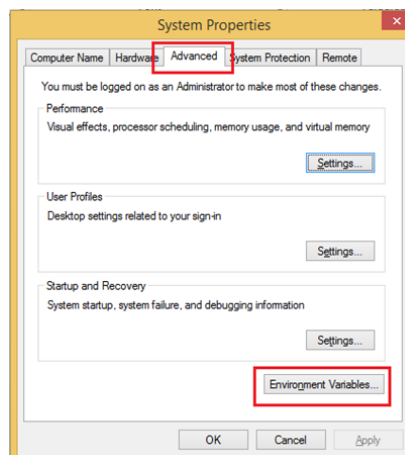 System Properties
Computer Name Hardware Advanced System Protection Remote
You must be logged on as an Administrator to make most of these changes.
Performance
Visual effects, processor scheduling, memory usage, and virtual memory
Settings...
User Profiles
Desktop settings related to your sign-in
Settings...
Startup and Recovery
System startup, system failure, and debugging information
Settings...
Environment Variables...
OK Cancel Apply